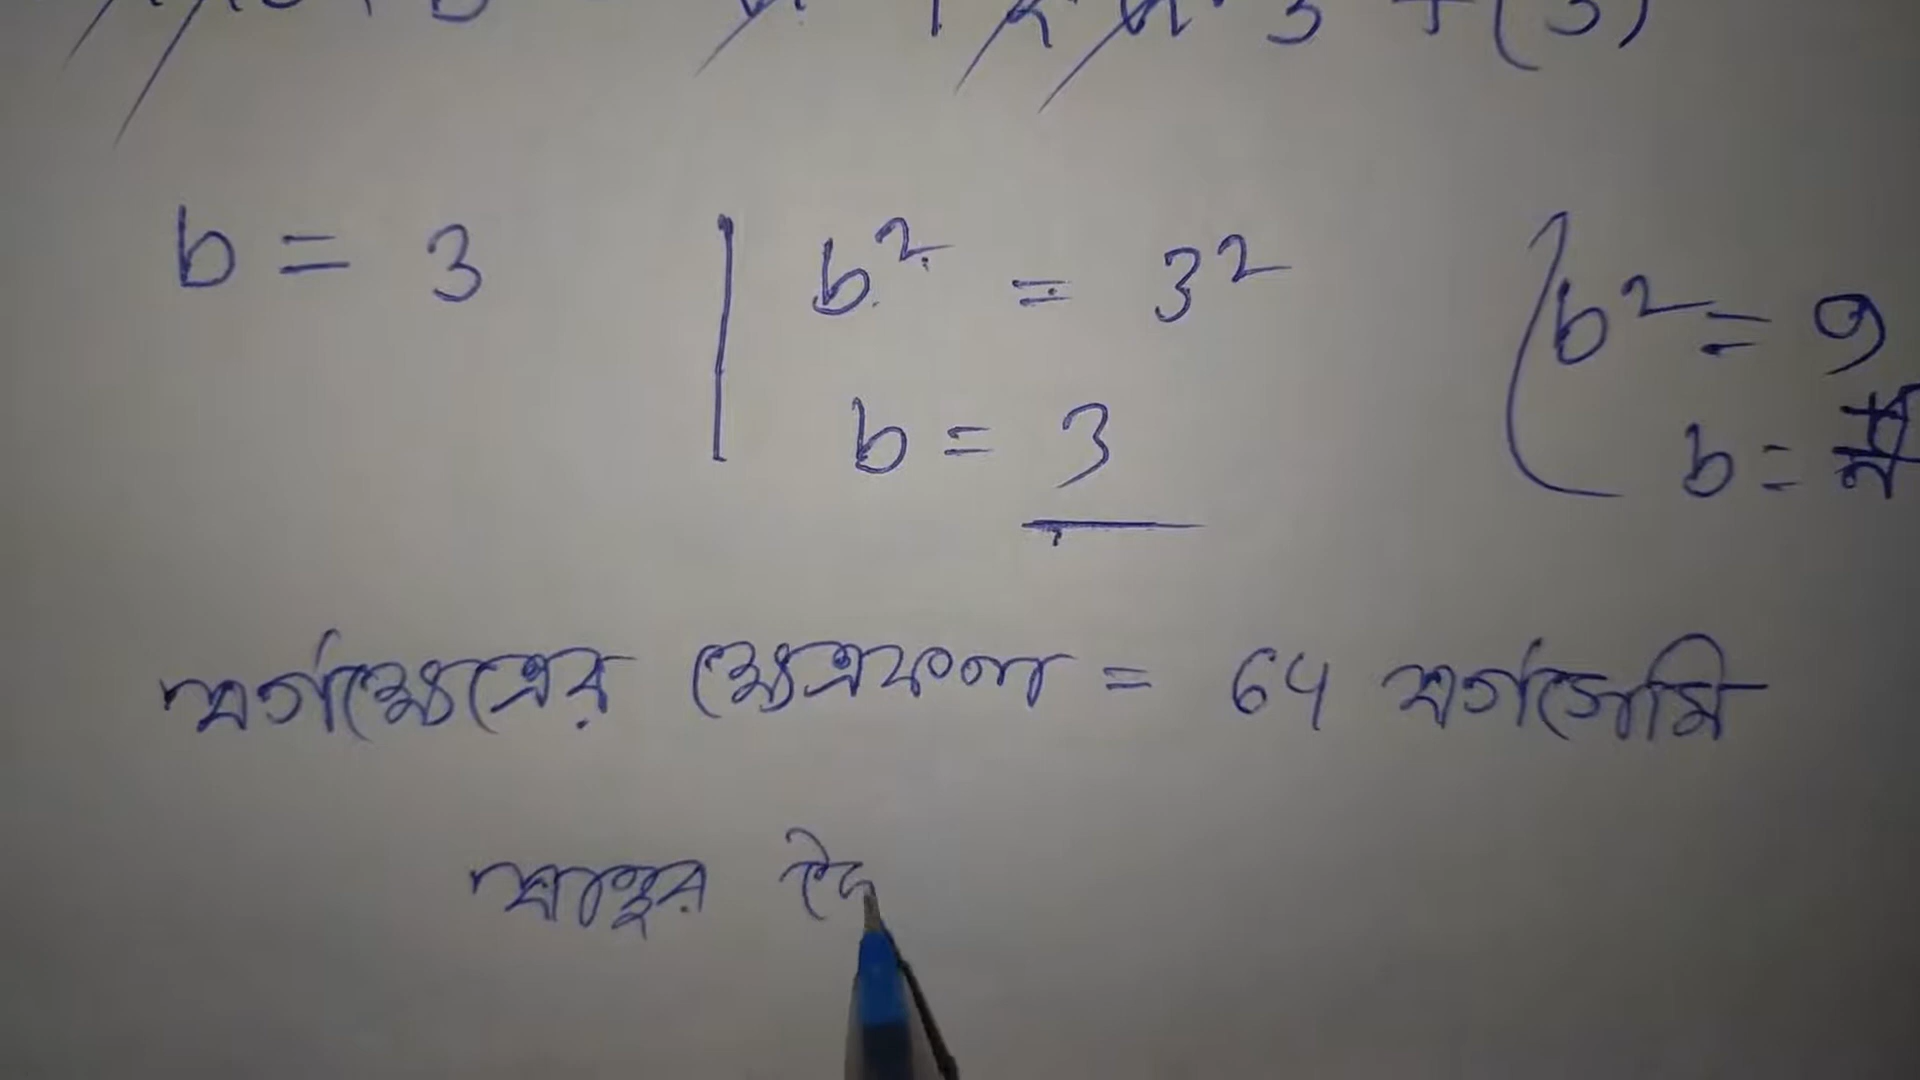 b = 3
b² = 3²
b = 3
b² = 9
b =
বর্গক্ষেত্রের ক্ষেত্রফল = 64 বর্গসেমি
বাহুর দৈ